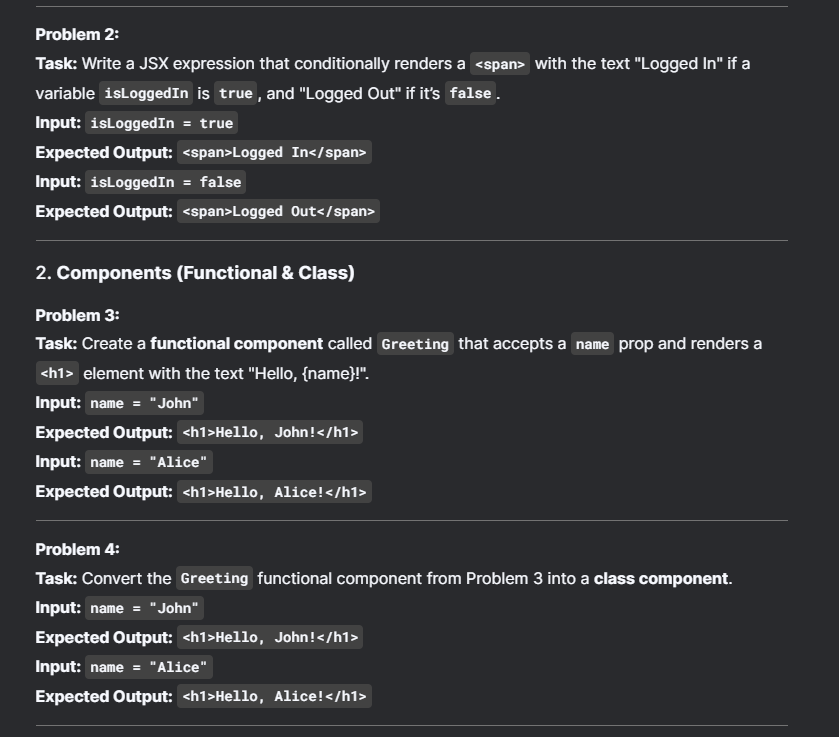 Problem 2:
Task: Write a JSX expression that conditionally renders a <span> with the text "Logged In" if a
variable isLoggedIn is true, and "Logged Out" if it's false.
Input: isLoggedIn = true
Expected Output: <span>Logged In</span>
Input: isLoggedIn = false
Expected Output: <span>Logged Out</span>
2. Components (Functional & Class)
Problem 3:
Task: Create a functional component called Greeting that accepts a name prop and renders a
<h1> element with the text "Hello, {name}!".
Input: name = "John"
Expected Output: <h1>Hello, John!</h1>
Input: name = "Alice"
Expected Output: <h1>Hello, Alice!</h1>
Problem 4:
Task: Convert the Greeting functional component from Problem 3 into a class component.
Input: name = "John"
Expected Output: <h1>Hello, John!</h1>
Input: name = "Alice"
Expected Output: <h1>Hello, Alice!</h1>